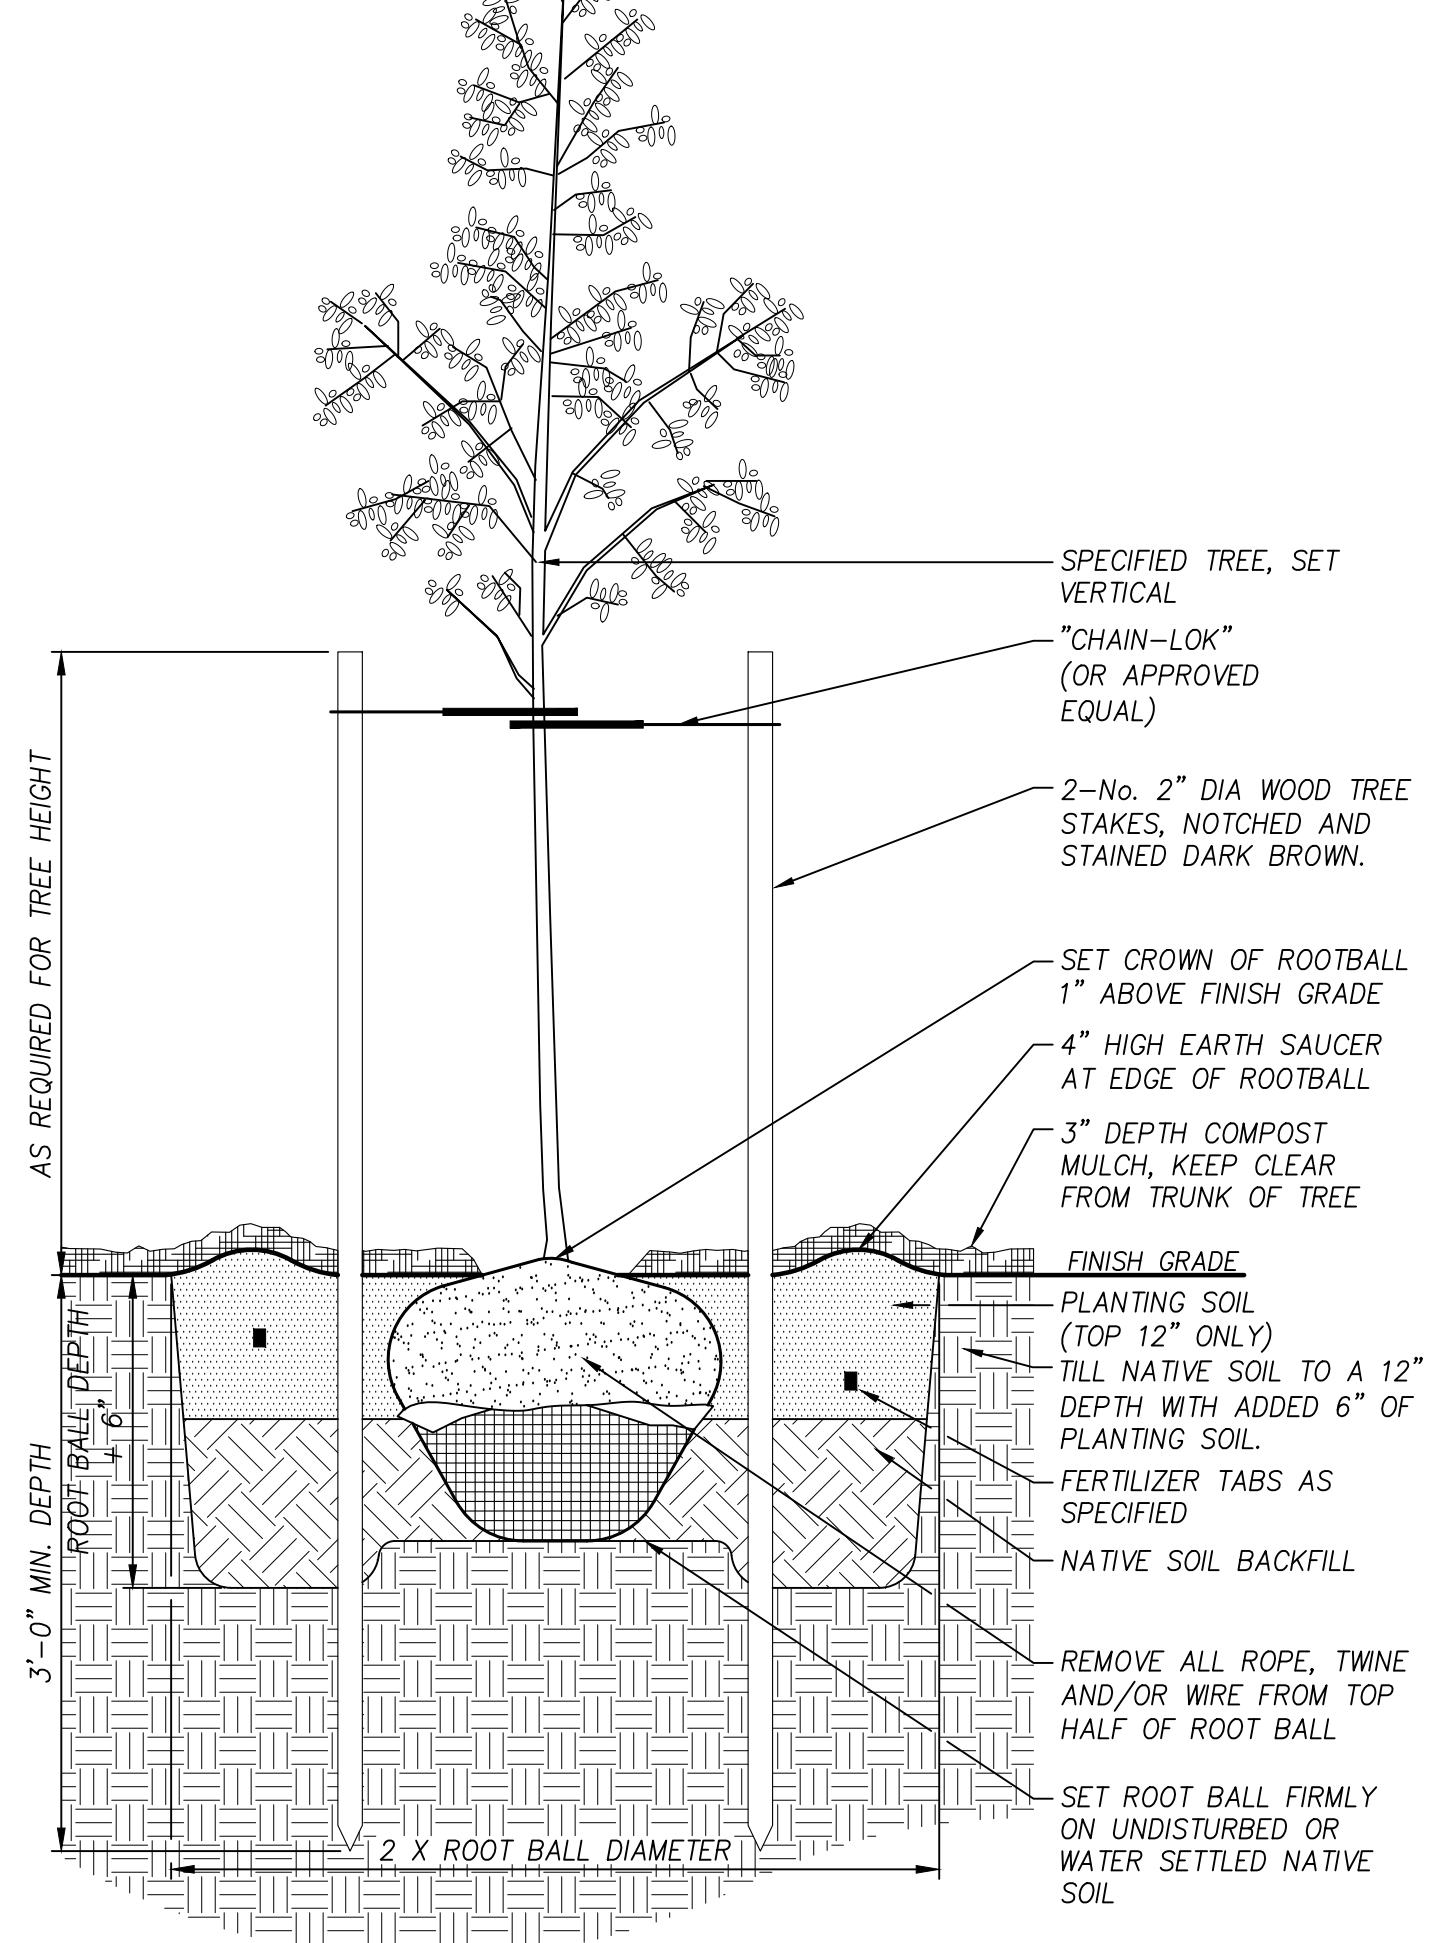 SPECIFIED TREE, SET
VERTICAL
"CHAIN-LOK"
(OR APPROVED
EQUAL)
2-No. 2" DIA WOOD TREE
STAKES, NOTCHED AND
STAINED DARK BROWN.
SET CROWN OF ROOTBALL
1" ABOVE FINISH GRADE
4" HIGH EARTH SAUCER
AT EDGE OF ROOTBALL
3" DEPTH COMPOST
MULCH, KEEP CLEAR
FROM TRUNK OF TREE
FINISH GRADE
PLANTING SOIL
(TOP 12" ONLY)
TILL NATIVE SOIL TO A 12"
DEPTH WITH ADDED 6" OF
PLANTING SOIL.
FERTILIZER TABS AS
SPECIFIED
NATIVE SOIL BACKFILL
REMOVE ALL ROPE, TWINE
AND/OR WIRE FROM TOP
HALF OF ROOT BALL
SET ROOT BALL FIRMLY
ON UNDISTURBED OR
WATER SETTLED NATIVE
SOIL
AS REQUIRED FOR TREE HEIGHT
3'-0" MIN. DEPTH
ROOT BALL DEPTH
+ 6"
2 X ROOT BALL DIAMETER